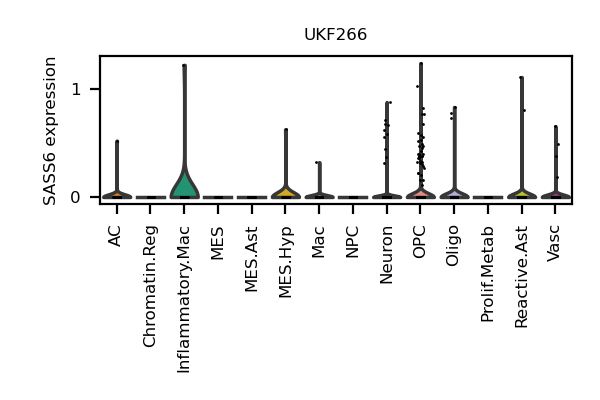 UKF266
SASS6 expression
1
0
AC
Chromatin.Reg
Inflammatory.Mac
MES
MES.Ast
MES.Hyp
Mac
NPC
Neuron
OPC
Oligo
Prolif.Metab
Reactive.Ast
Vasc